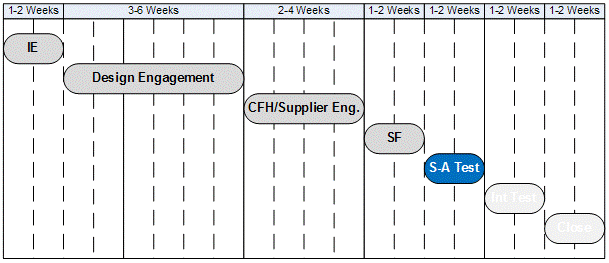 1-2 Weeks 3-6 Weeks 2-4 Weeks 1-2 Weeks 1-2 Weeks 1-2 Weeks 1-2 Weeks
IE
Design Engagement
CFH/Supplier Eng.
SF
S-A Test
Int Test
Close